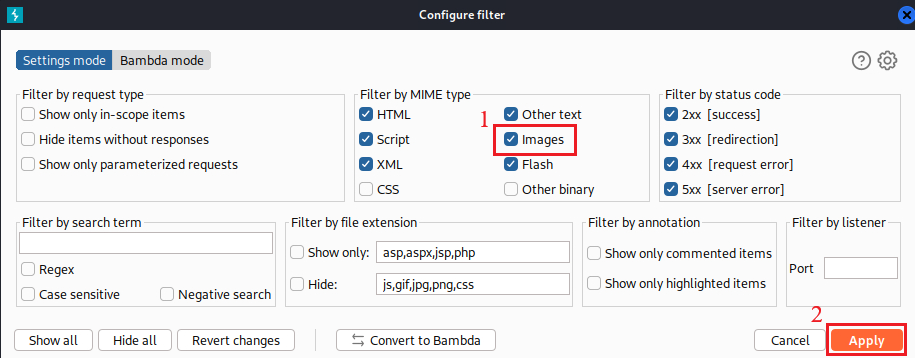 Configure filter
Settings mode Bambda mode
Filter by request type
Show only in-scope items
Hide items without responses
Show only parameterized requests
Filter by MIME type
HTML
Script
XML
CSS
Other text
1
Images
Flash
Other binary
Filter by status code
2xx [success]
3xx [redirection]
4xx [request error]
5xx [server error]
Filter by search term
Regex
Case sensitive Negative search
Filter by file extension
Show only: asp,aspx,jsp,php
Hide: js,gif,jpg,png,css
Filter by annotation
Show only commented items
Show only highlighted items
Filter by listener
Port
2
Show all Hide all Revert changes Convert to Bambda Cancel Apply